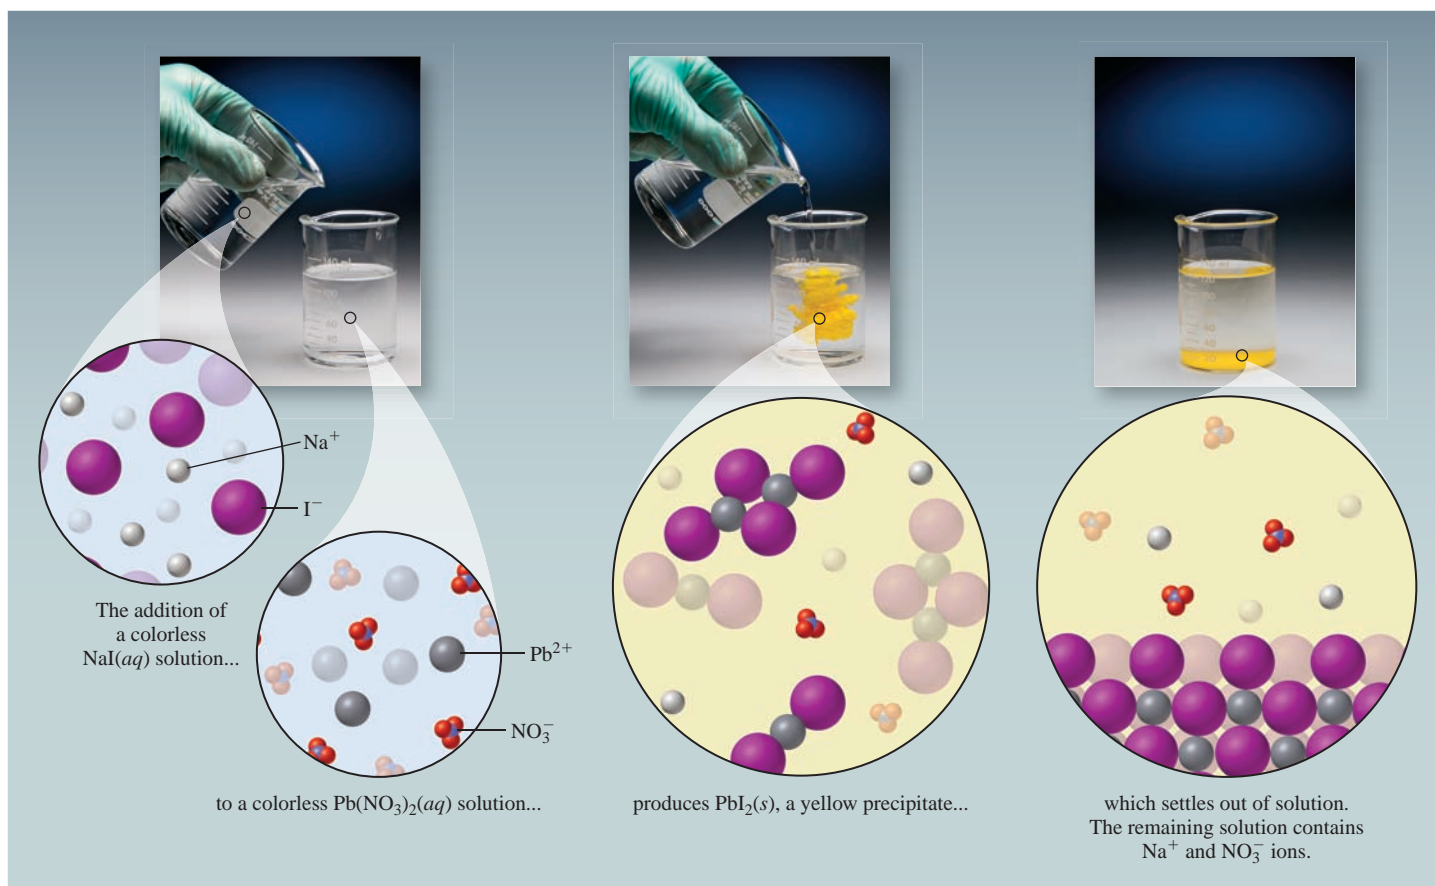 Na⁺
I⁻
The addition of
a colorless
NaI(aq) solution...
Pb²⁺
NO₃⁻
to a colorless Pb(NO₃)₂(aq) solution...
produces PbI₂(s), a yellow precipitate...
which settles out of solution.
The remaining solution contains
Na⁺ and NO₃⁻ ions.